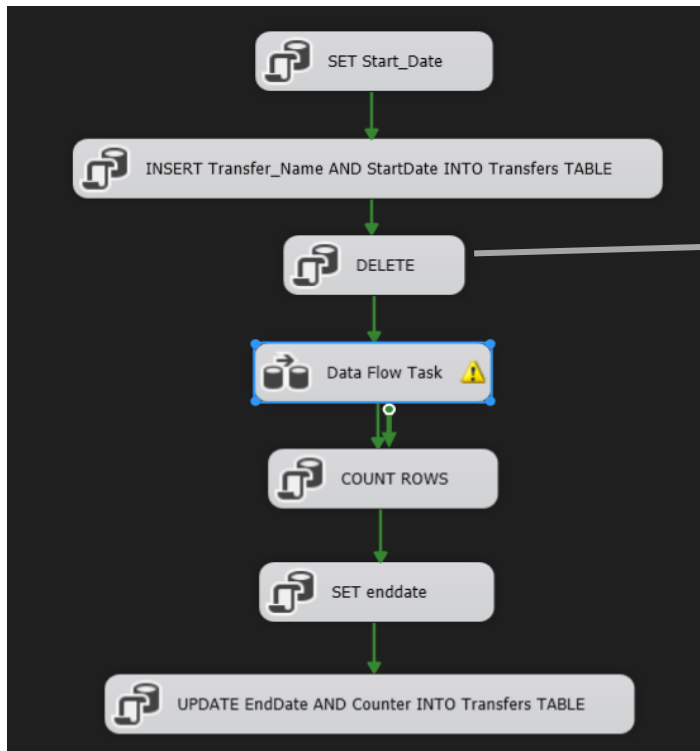 SET Start_Date
INSERT Transfer_Name AND StartDate INTO Transfers TABLE
DELETE
Data Flow Task
COUNT ROWS
SET enddate
UPDATE EndDate AND Counter INTO Transfers TABLE